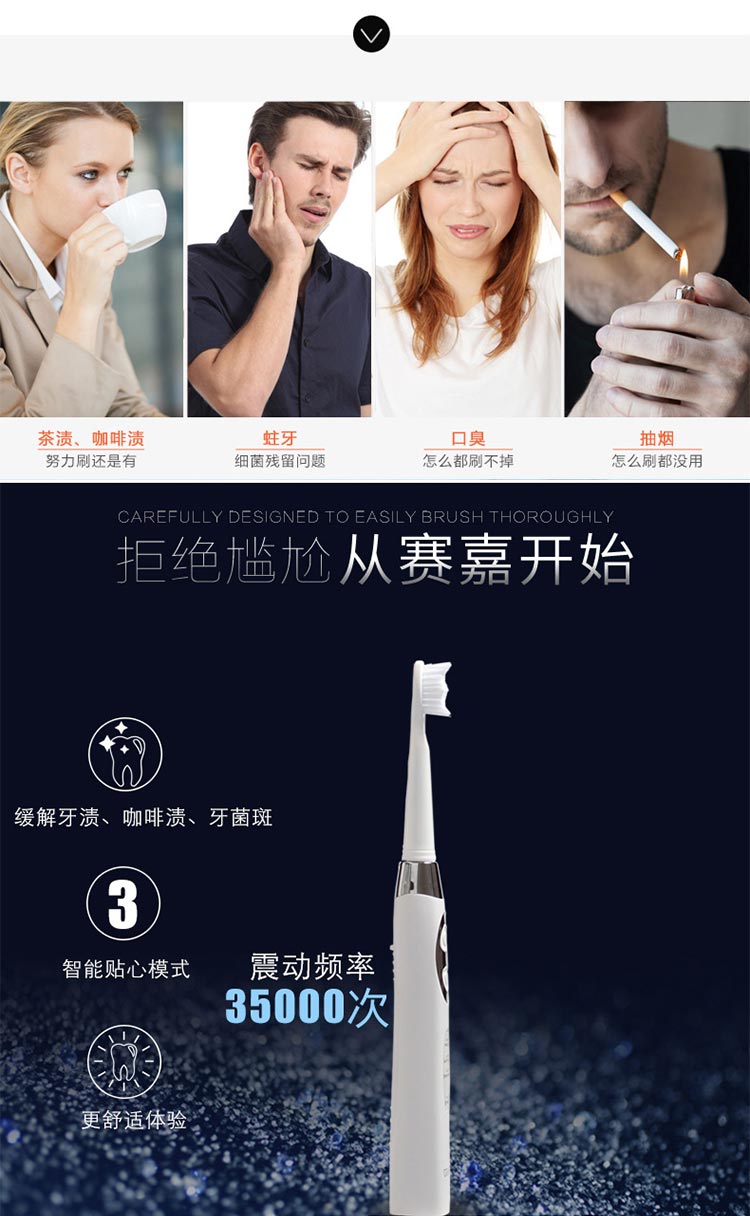 茶渍、咖啡渍
努力刷还是有
蛀牙
细菌残留问题
口臭
怎么都刷不掉
抽烟
怎么刷都没用
CAREFULLY DESIGNED TO EASILY BRUSH THOROUGHLY
拒绝尴尬从赛嘉开始
缓解牙渍、咖啡渍、牙菌斑
3
智能贴心模式
震动频率
35000次
更舒适体验